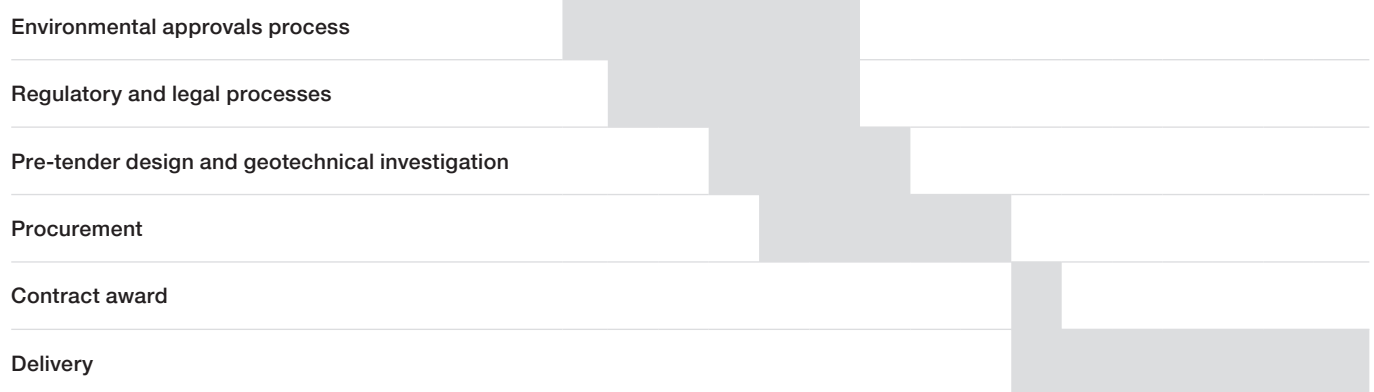 Environmental approvals process
Regulatory and legal processes
Pre-tender design and geotechnical investigation
Procurement
Contract award
Delivery